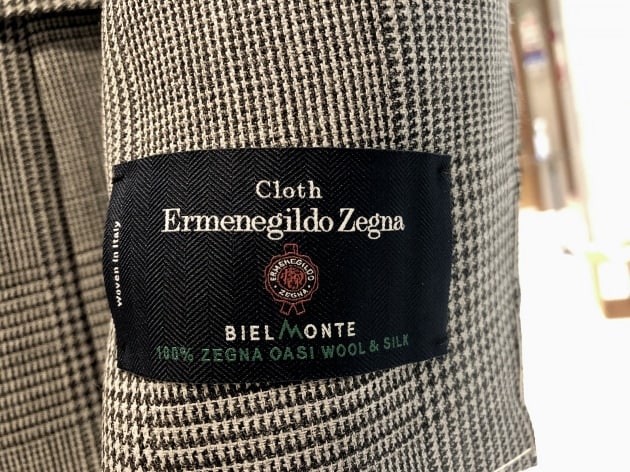 Cloth
Ermenegildo Zegna
Woven in Italy
ERMENEGILDO
ZEGNA
BIELMONTE
100% ZEGNA OASI WOOL & SILK